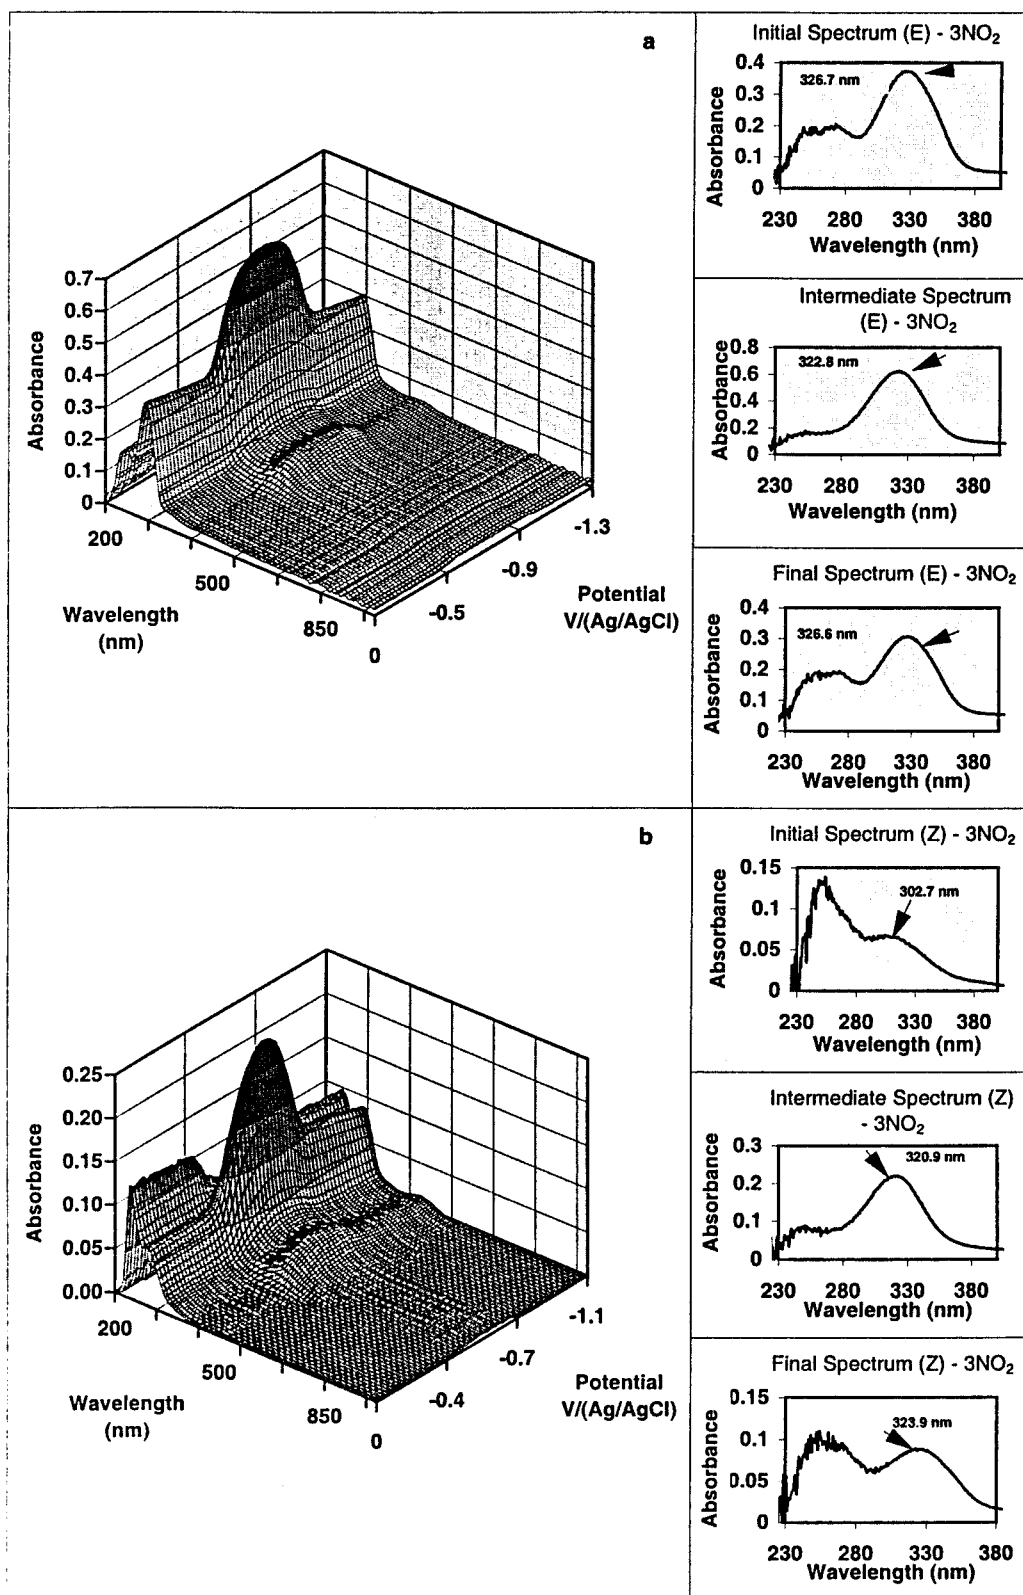 a
0.7
0.6
0.5
0.4
0.3
0.2
0.1
0
Absorbance
200
500
850
Wavelength
(nm)
0
-0.5
-0.9
-1.3
Potential
V/(Ag/AgCl)
Initial Spectrum (E) - 3NO₂
326.7 nm
0.4
0.3
0.2
0.1
0
Absorbance
230 280 330 380
Wavelength (nm)
Intermediate Spectrum
(E) - 3NO₂
322.8 nm
0.8
0.6
0.4
0.2
0
Absorbance
230 280 330 380
Wavelength (nm)
Final Spectrum (E) - 3NO₂
326.6 nm
0.4
0.3
0.2
0.1
0
Absorbance
230 280 330 380
Wavelength (nm)
b
0.25
0.20
0.15
0.10
0.05
0.00
Absorbance
200
500
850
Wavelength
(nm)
0
-0.4
-0.7
-1.1
Potential
V/(Ag/AgCl)
Initial Spectrum (Z) - 3NO₂
302.7 nm
0.15
0.1
0.05
0
Absorbance
230 280 330 380
Wavelength (nm)
Intermediate Spectrum (Z)
- 3NO₂
320.9 nm
0.3
0.2
0.1
0
Absorbance
230 280 330 380
Wavelength (nm)
Final Spectrum (Z) - 3NO₂
323.9 nm
0.15
0.1
0.05
0
Absorbance
230 280 330 380
Wavelength (nm)